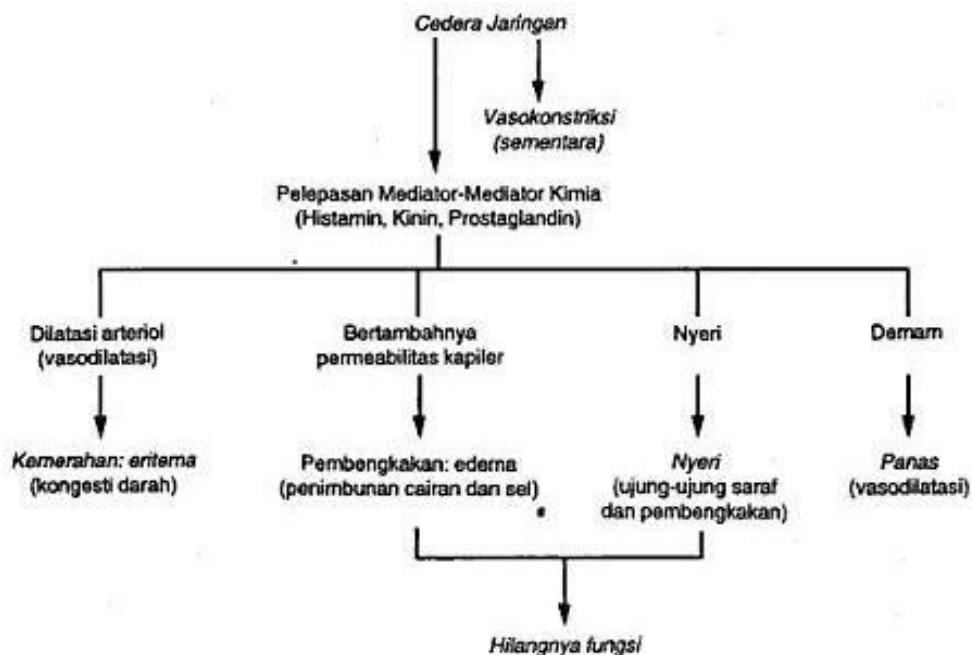 Cedera Jaringan
Vasokonstriksi
(sementara)
Pelepasan Mediator-Mediator Kimia
(Histamin, Kinin, Prostaglandin)
Dilatasi arteriol
(vasodilatasi)
Bertambahnya
permeabilitas kapiler
Nyeri
Demam
Kemerahan: eritema
(kongesti darah)
Pembengkakan: edema
(penimbunan cairan dan sel)
Nyeri
(ujung-ujung saraf
dan pembengkakan)
Panas
(vasodilatasi)
Hilangnya fungsi